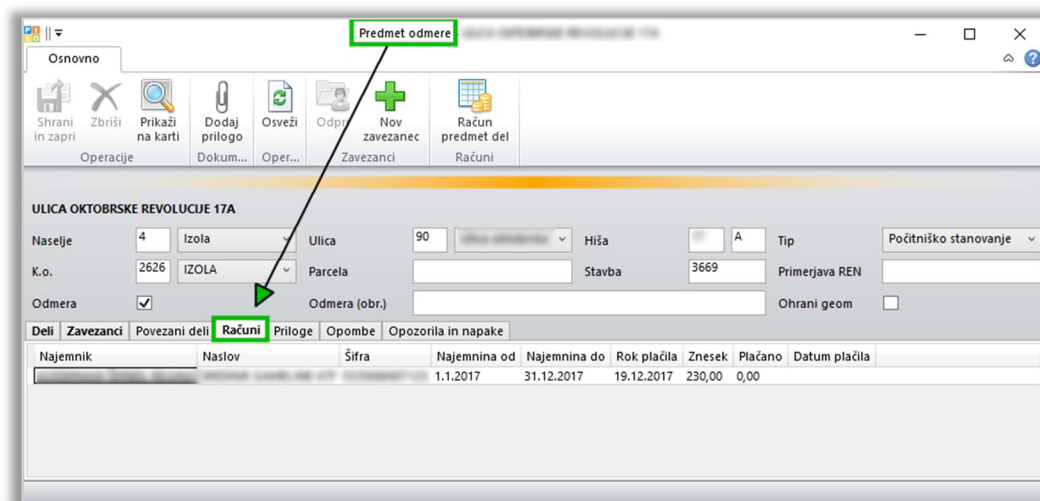 Predmet odmere
Osnovno
Shrani in zapri
Zbriši
Prikaži na karti
Dodaj prilogo
Osveži
Odpri
Nov zavezanec
Račun predmet del
Operacije
Dokum...
Oper...
Zavezanci
Računi
ULICA OKTOBRSKE REVOLUCIJE 17A
Naselje 4 Izola Ulica 90 Hiša A Tip Počitniško stanovanje
K.o. 2626 IZOLA Parcela Stavba 3669 Primerjava REN
Odmera Odmera (obr.) Ohrani geom
Deli Zavezanci Povezani deli Računi Priloge Opombe Opozorila in napake
Najemnik Naslov Šifra Najemnina od Najemnina do Rok plačila Znesek Plačano Datum plačila
1.1.2017 31.12.2017 19.12.2017 230,00 0,00